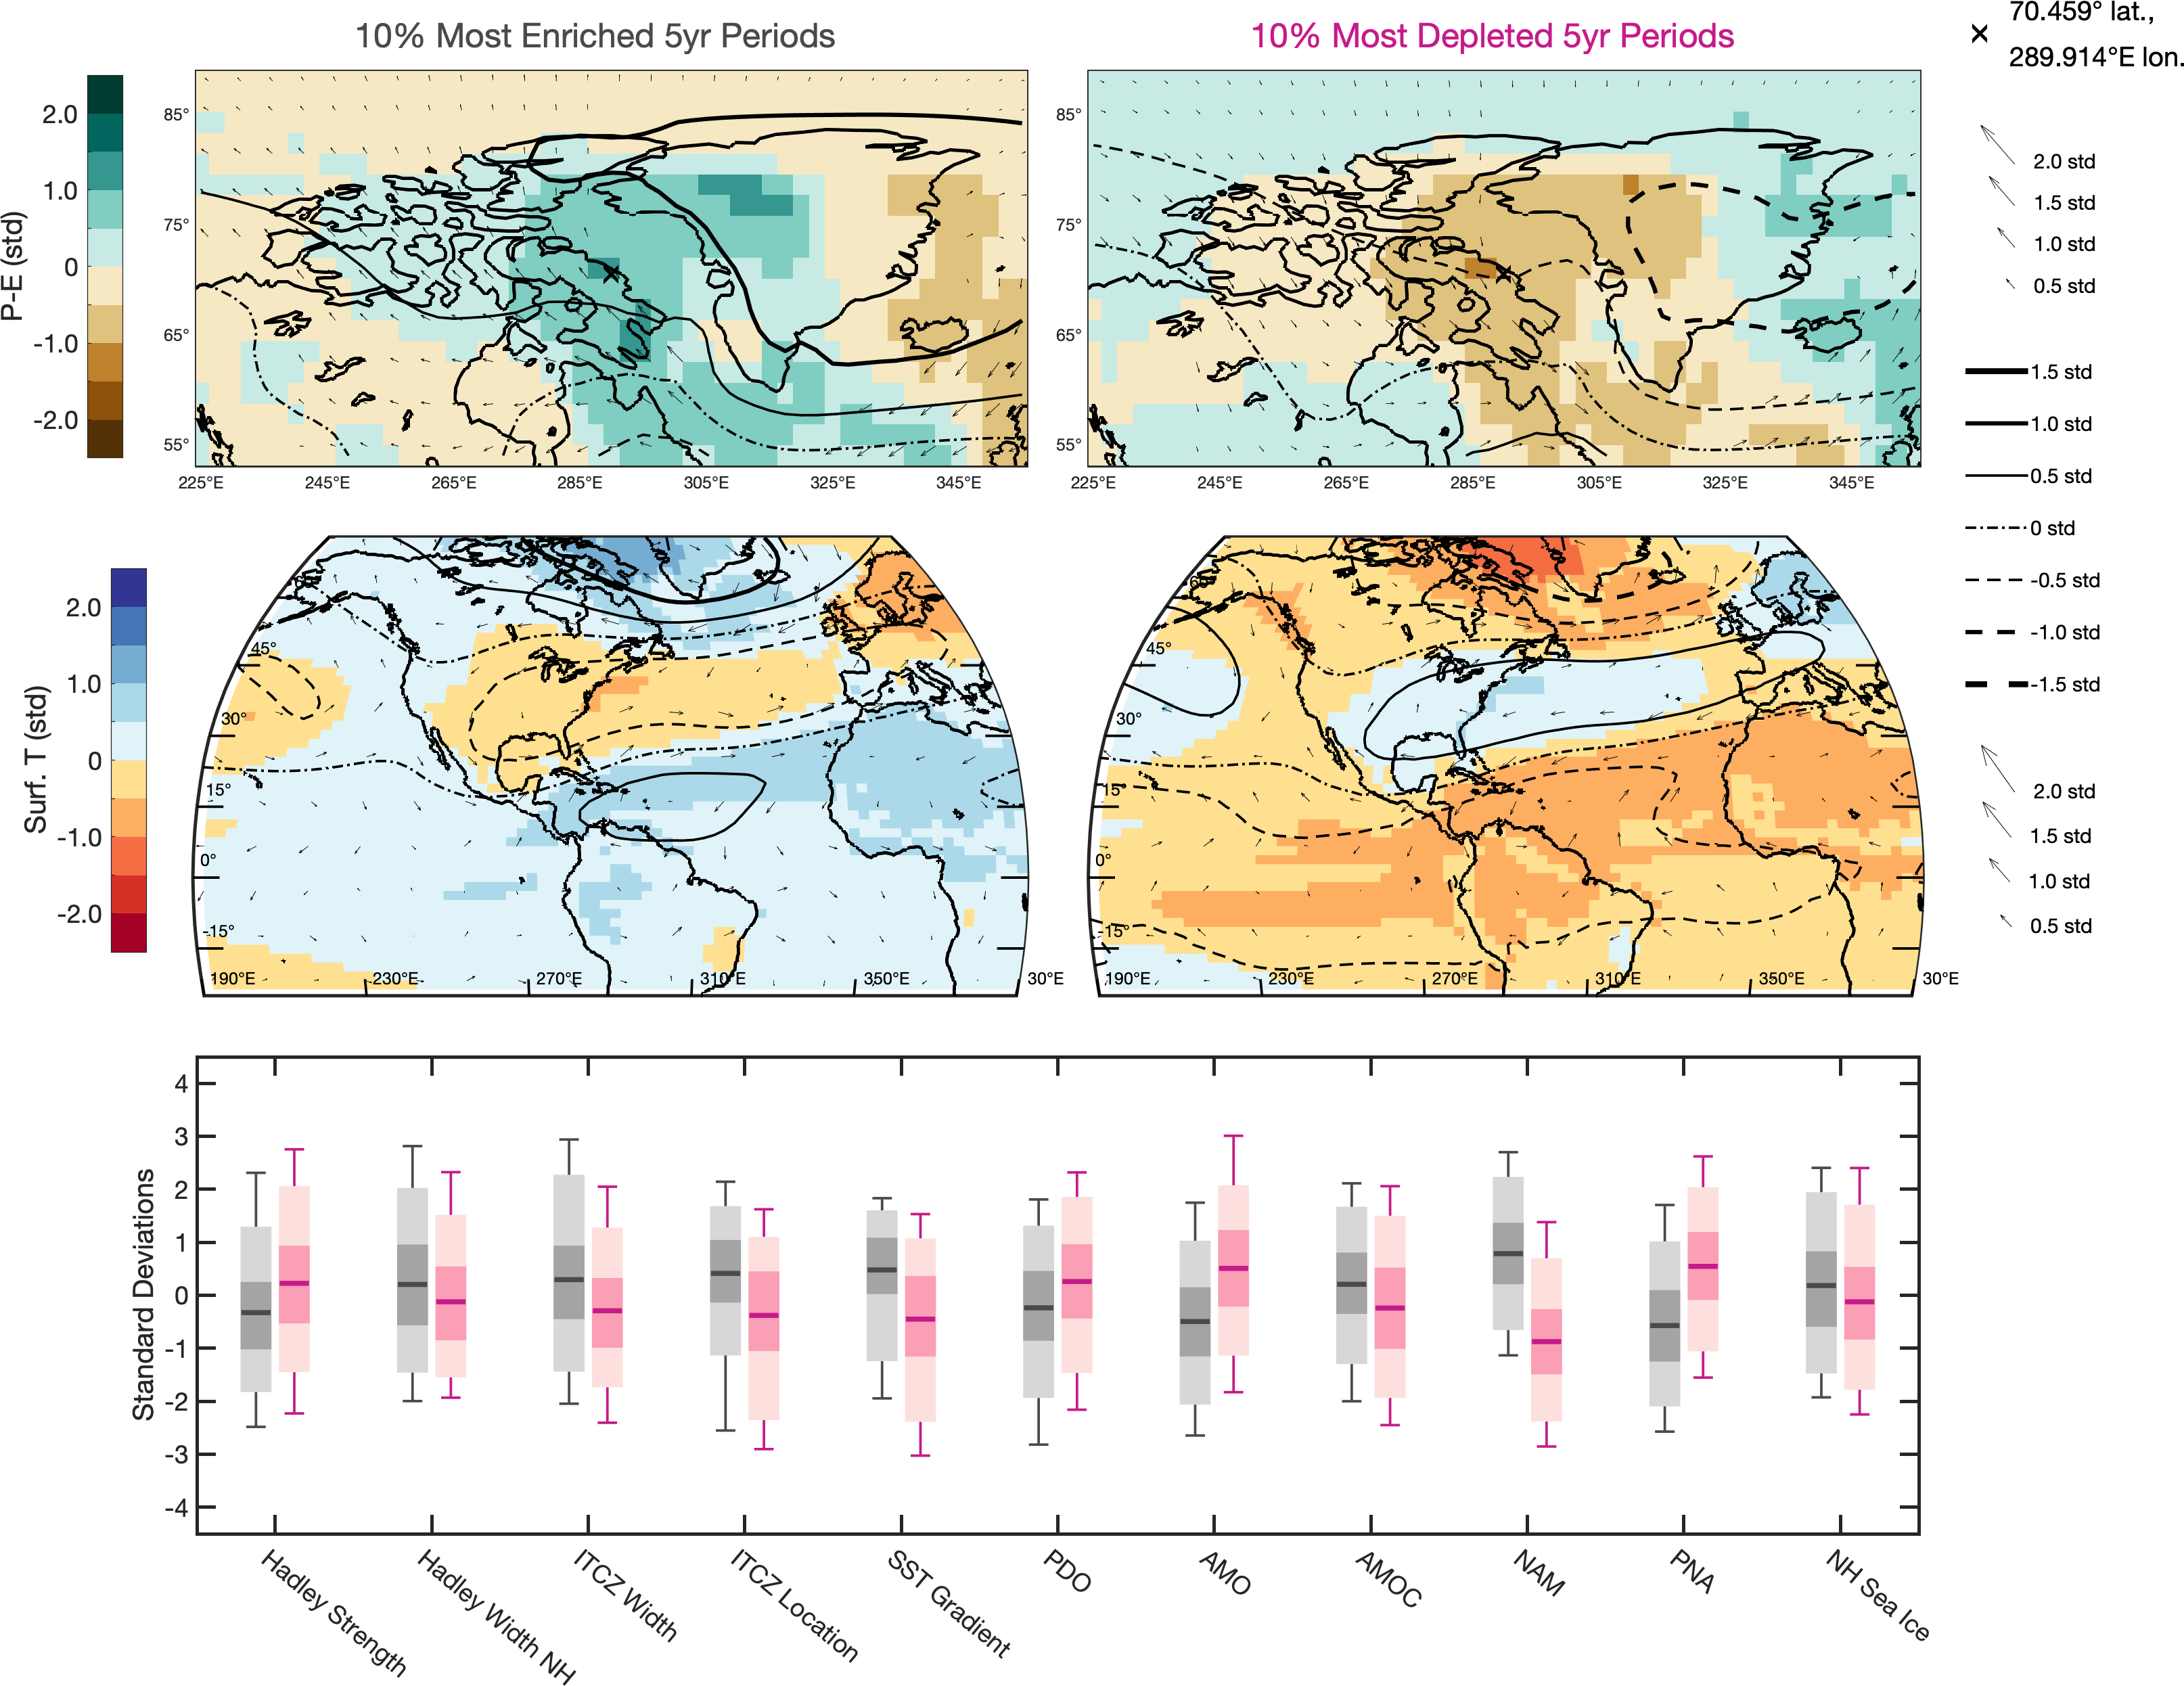 10% Most Enriched 5yr Periods
10% Most Depleted 5yr Periods
70.459° lat.,
289.914°E lon.
P-E (std)
2.0
1.0
0
-1.0
-2.0
85°
75°
65°
55°
225°E 245°E 265°E 285°E 305°E 325°E 345°E
85°
75°
65°
55°
225°E 245°E 265°E 285°E 305°E 325°E 345°E
2.0 std
1.5 std
1.0 std
0.5 std
1.5 std
1.0 std
0.5 std
0 std
-0.5 std
-1.0 std
-1.5 std
Surf. T (std)
2.0
1.0
0
-1.0
-2.0
60°
45°
30°
15°
0°
-15°
190°E 230°E 270°E 310°E 350°E 30°E
60°
45°
30°
15°
0°
-15°
190°E 230°E 270°E 310°E 350°E 30°E
2.0 std
1.5 std
1.0 std
0.5 std
Standard Deviations
4
3
2
1
0
-1
-2
-3
-4
Hadley Strength
Hadley Width NH
ITCZ Width
ITCZ Location
SST Gradient
PDO
AMO
AMOC
NAM
PNA
NH Sea Ice